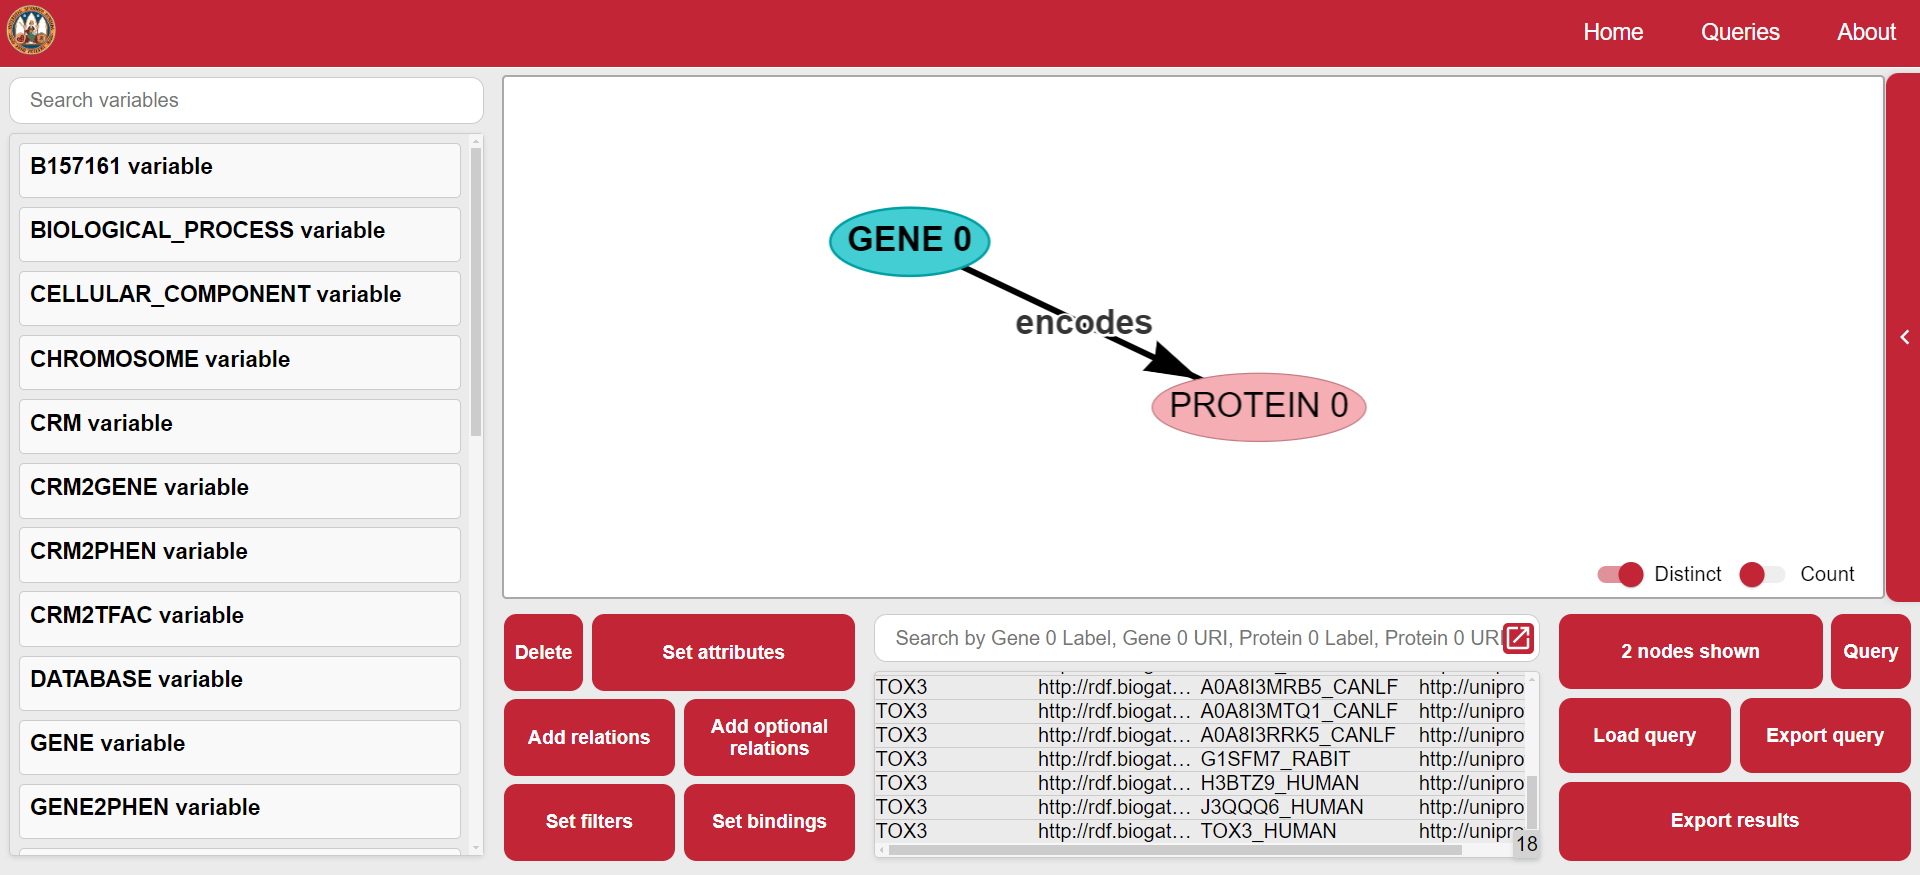 Home Queries About
Search variables
B157161 variable
BIOLOGICAL_PROCESS variable
CELLULAR_COMPONENT variable
CHROMOSOME variable
CRM variable
CRM2GENE variable
CRM2PHEN variable
CRM2TFAC variable
DATABASE variable
GENE variable
GENE2PHEN variable
GENE 0
encodes
PROTEIN 0
Distinct Count
Delete
Set attributes
Add relations
Add optional
relations
Set filters
Set bindings
Search by Gene 0 Label, Gene 0 URI, Protein 0 Label, Protein 0 URI
TOX3 http://rdf.biogat... A0A8I3MRB5_CANLF http://unipro
TOX3 http://rdf.biogat... A0A8I3MTQ1_CANLF http://unipro
TOX3 http://rdf.biogat... A0A8I3RRK5_CANLF http://unipro
TOX3 http://rdf.biogat... G1SFM7_RABIT http://unipro
TOX3 http://rdf.biogat... H3BTZ9_HUMAN http://unipro
TOX3 http://rdf.biogat... J3QQQ6_HUMAN http://unipro
TOX3 http://rdf.biogat... TOX3_HUMAN http://unipro
18
2 nodes shown
Query
Load query
Export query
Export results